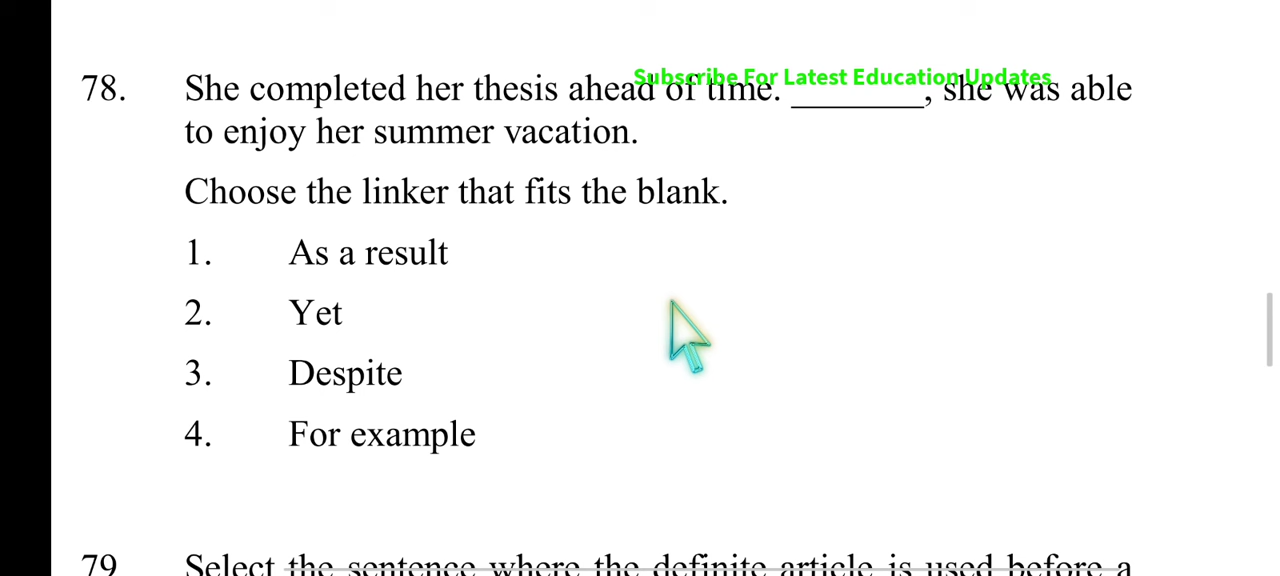 Subscribe For Latest Education Updates
78. She completed her thesis ahead of time. _______, she was able
to enjoy her summer vacation.
Choose the linker that fits the blank.
1. As a result
2. Yet
3. Despite
4. For example
79 Select the sentence where the definite article is used before a